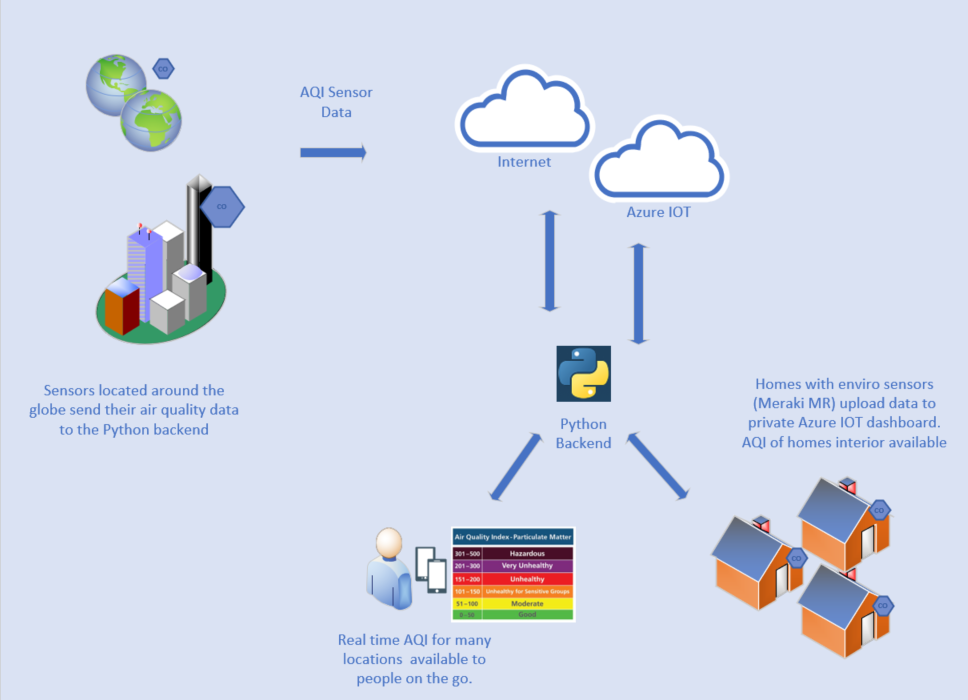 CO
AQI Sensor
Data
Internet
Azure IOT
CO
Sensors located around the
globe send their air quality data
to the Python backend
Python
Backend
Homes with enviro sensors
(Meraki MR) upload data to
private Azure IOT dashboard.
AQI of homes interior available
Air Quality Index - Particulate Matter
301–500 Hazardous
201–300 Very Unhealthy
151–200 Unhealthy
101–150 Unhealthy for Sensitive Groups
51–100 Moderate
0–50 Good
Real time AQI for many
locations available to
people on the go.
CO
CO
CO